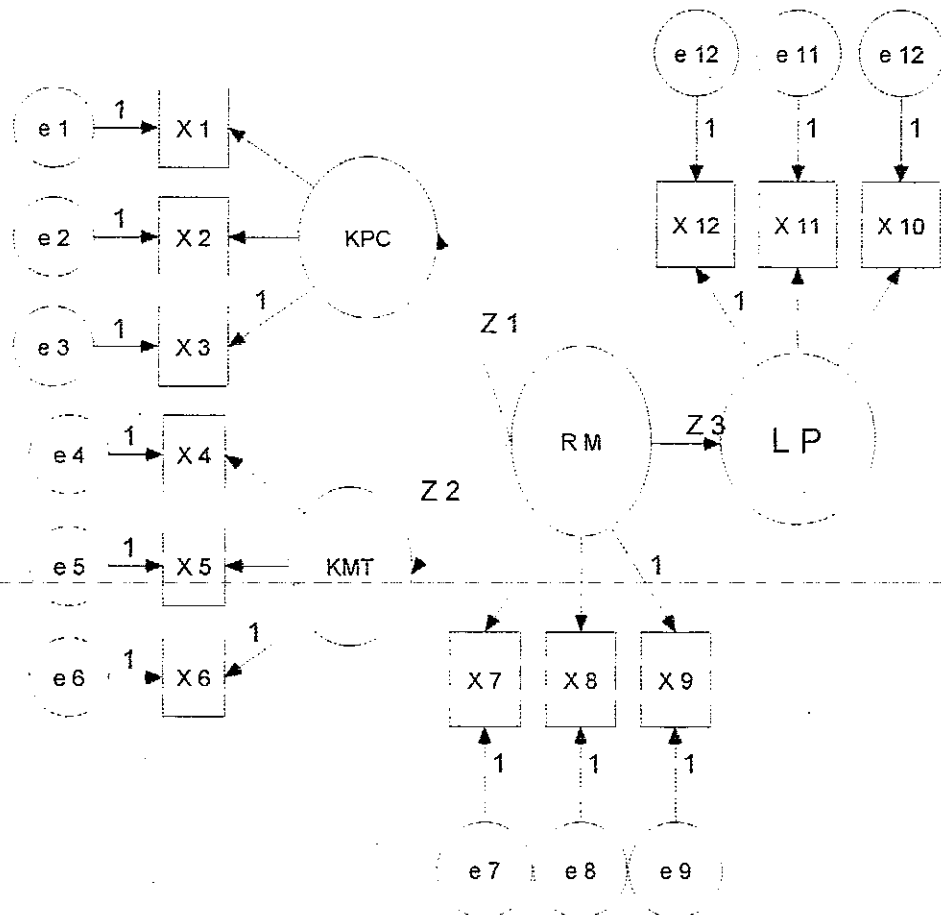 e 12 e 11 e 12
1 1 1
e 1 1 X 1
X 12 X 11 X 10
e 2 1 X 2 KPC
1
e 3 1 X 3 1
Z 1
e 4 1 X 4
R M Z 3 L P
Z 2
e 5 1 X 5 KMT
1
e 6 1 X 6 1
X 7 X 8 X 9
1 1 1
e 7 e 8 e 9